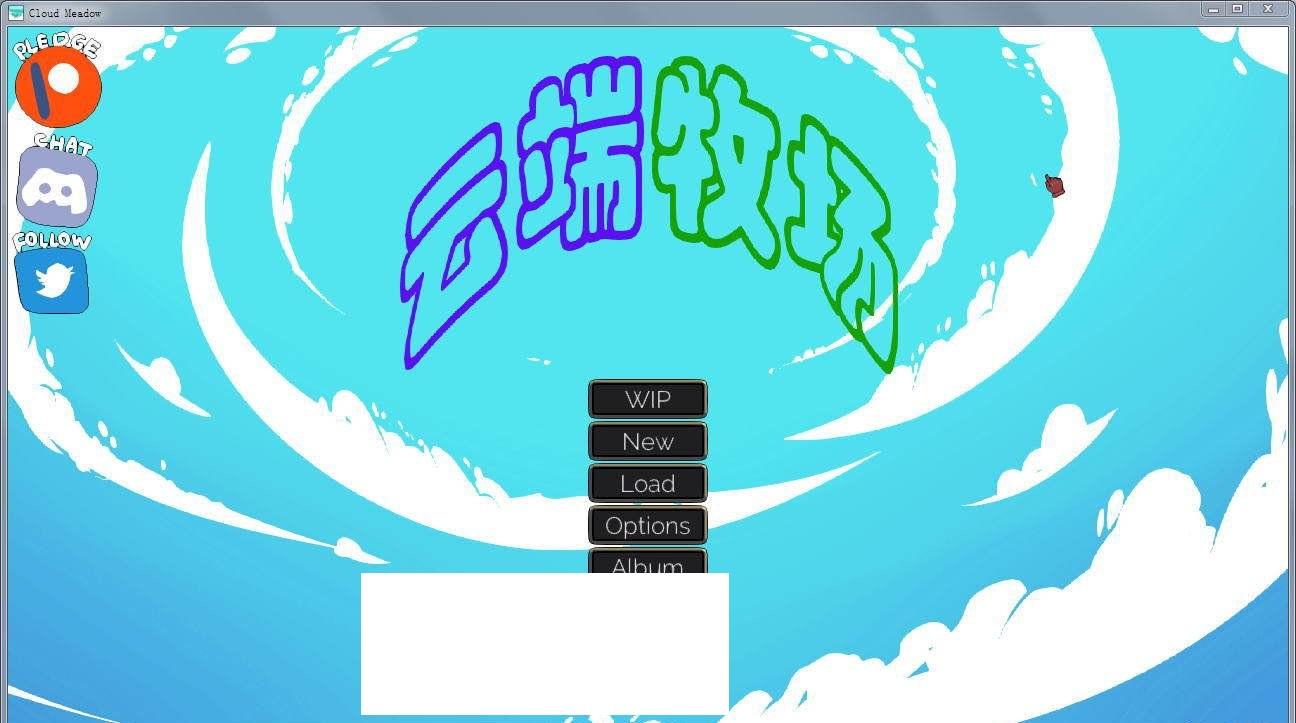 Cloud Meadow
PLEDGE
CHAT
FOLLOW
云端牧场
WIP
New
Load
Options
Album